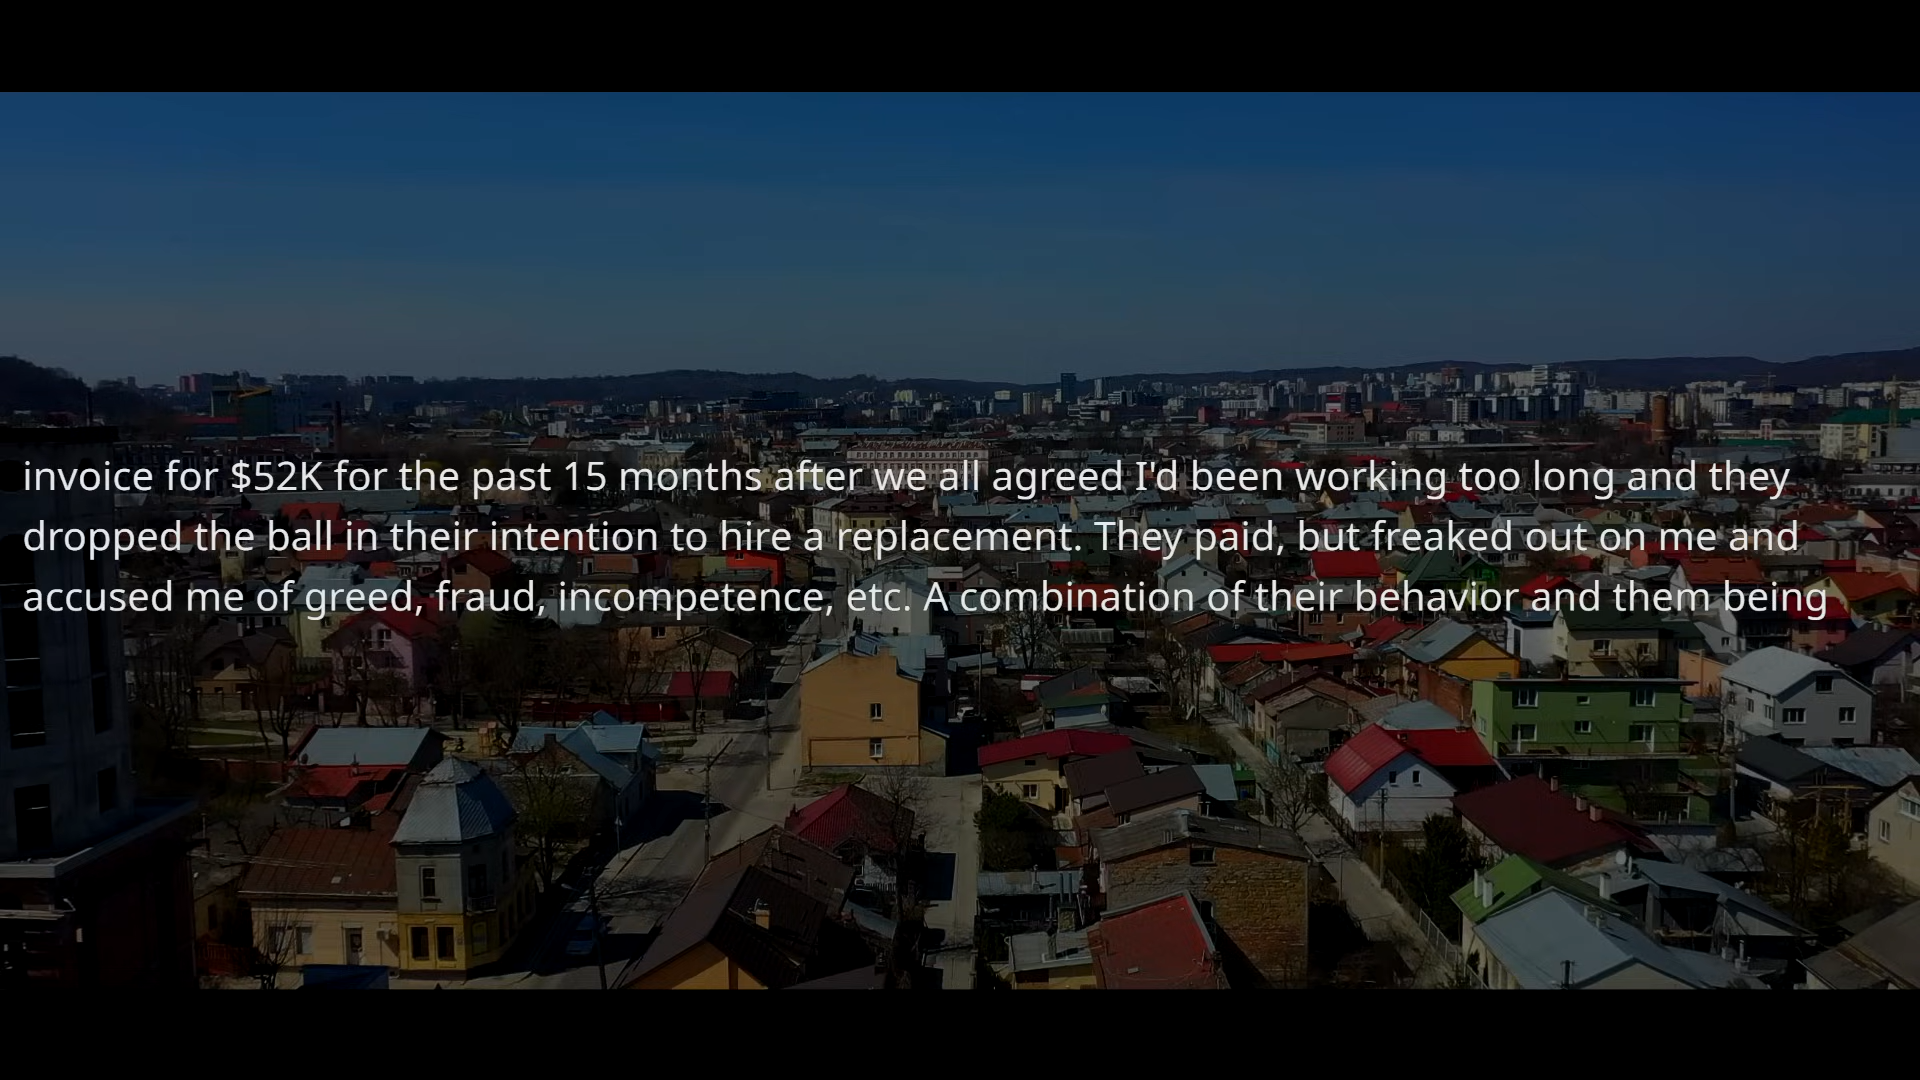 invoice for $52K for the past 15 months after we all agreed I'd been working too long and they
dropped the ball in their intention to hire a replacement. They paid, but freaked out on me and
accused me of greed, fraud, incompetence, etc. A combination of their behavior and them being